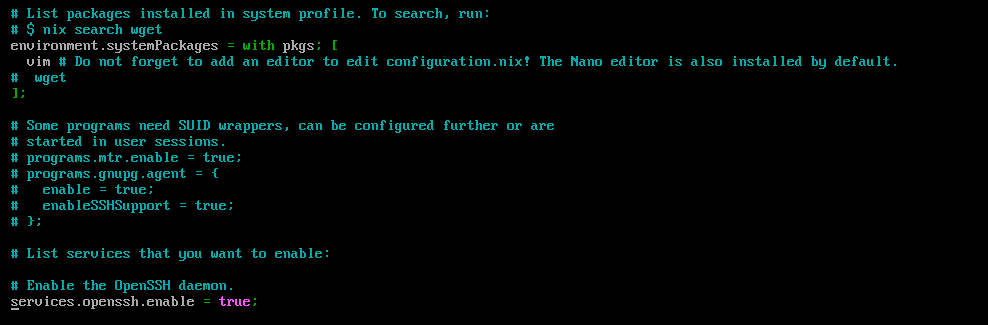 # List packages installed in system profile. To search, run:
# $ nix search wget
environment.systemPackages = with pkgs; [
  vim # Do not forget to add an editor to edit configuration.nix! The Nano editor is also installed by default.
#  wget
];

# Some programs need SUID wrappers, can be configured further or are
# started in user sessions.
# programs.mtr.enable = true;
# programs.gnupg.agent = {
#   enable = true;
#   enableSSHSupport = true;
# };

# List services that you want to enable:

# Enable the OpenSSH daemon.
services.openssh.enable = true;